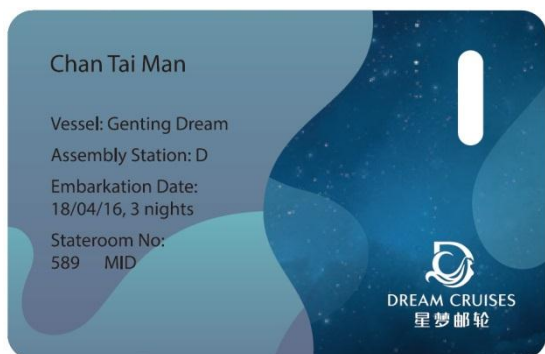 Chan Tai Man
Vessel: Genting Dream
Assembly Station: D
Embarkation Date:
18/04/16, 3 nights
Stateroom No:
589 MID
DREAM CRUISES
星梦邮轮